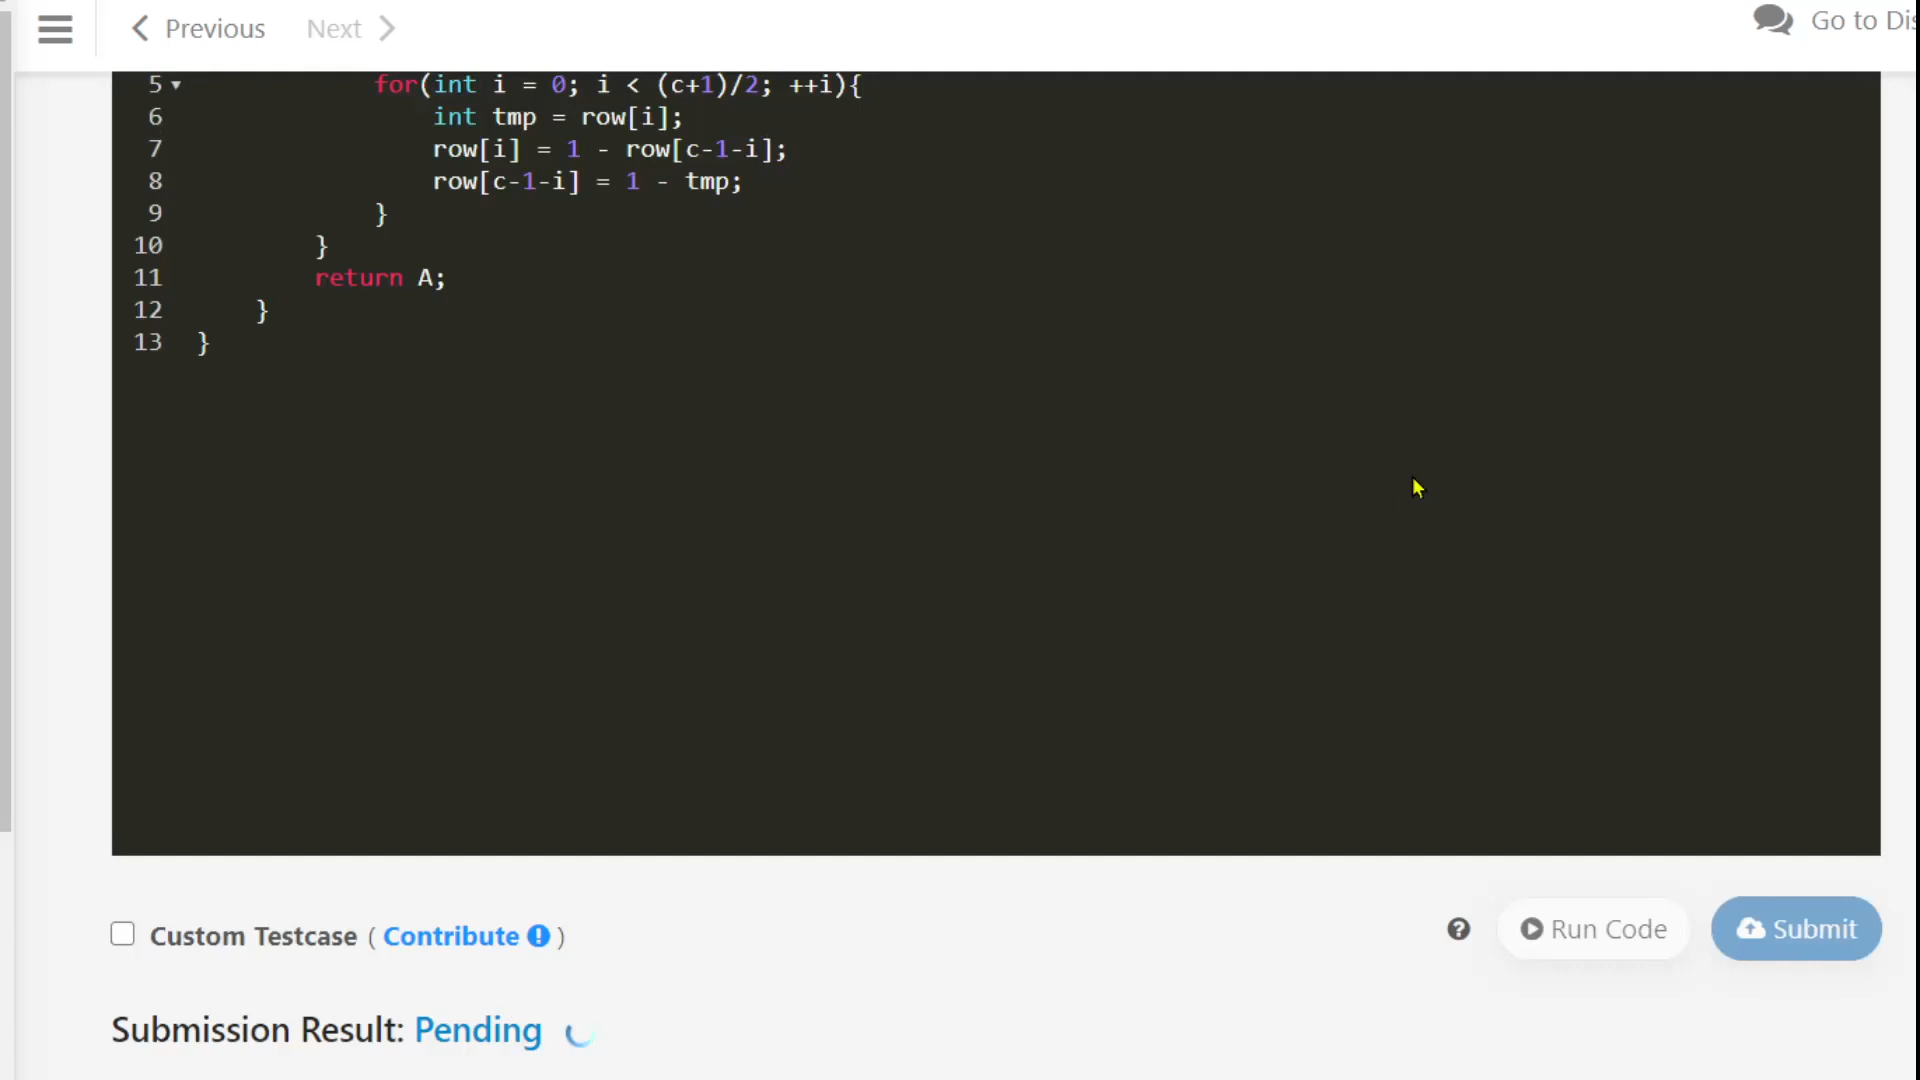 Previous Next Go to Dis
5 for(int i = 0; i < (c+1)/2; ++i){
6 int tmp = row[i];
7 row[i] = 1 - row[c-1-i];
8 row[c-1-i] = 1 - tmp;
9 }
10 }
11 return A;
12 }
13 }
Custom Testcase ( Contribute ! ) ? Run Code Submit
Submission Result: Pending